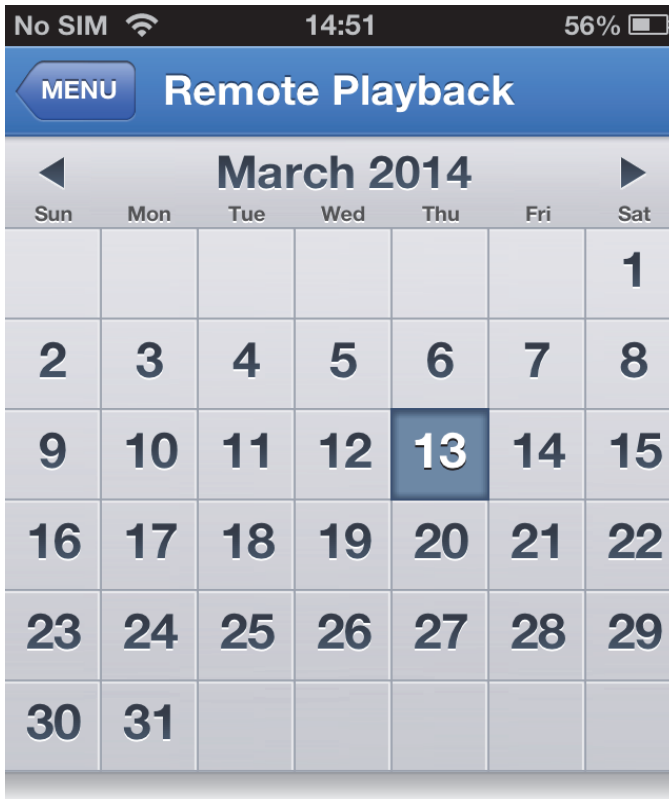 No SIM 14:51 56%
MENU Remote Playback
March 2014
Sun Mon Tue Wed Thu Fri Sat
1
2 3 4 5 6 7 8
9 10 11 12 13 14 15
16 17 18 19 20 21 22
23 24 25 26 27 28 29
30 31